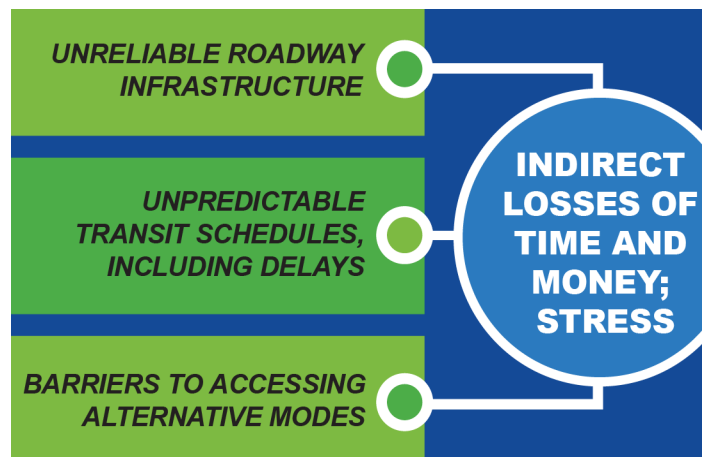 UNRELIABLE ROADWAY
INFRASTRUCTURE
UNPREDICTABLE
TRANSIT SCHEDULES,
INCLUDING DELAYS
BARRIERS TO ACCESSING
ALTERNATIVE MODES
INDIRECT
LOSSES OF
TIME AND
MONEY;
STRESS